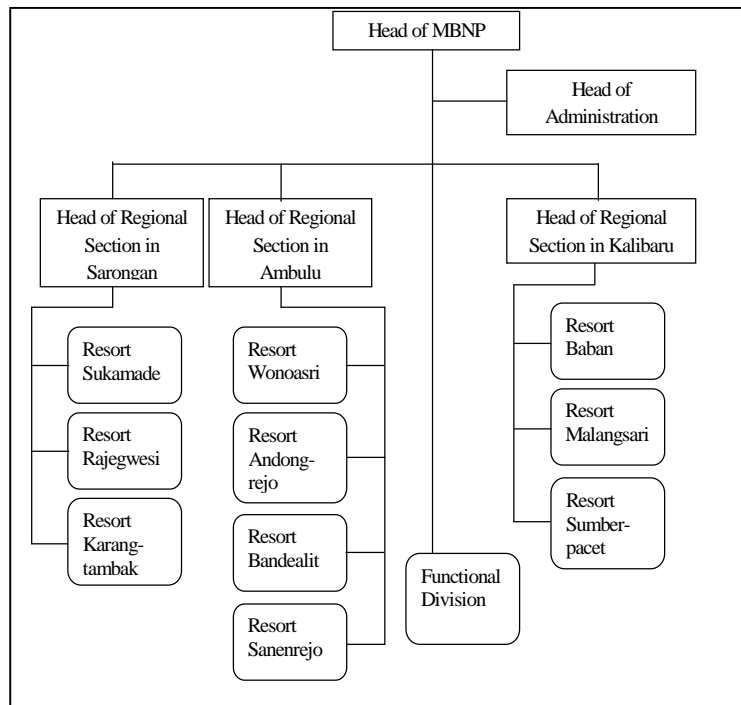 Head of MBNP
Head of
Administration
Head of Regional
Section in
Sarongan
Head of Regional
Section in
Ambulu
Head of Regional
Section in Kalibaru
Resort
Sukamade
Resort
Rajegwesi
Resort
Karang-
tambak
Resort
Wonoasri
Resort
Andong-
rejo
Resort
Bandealit
Resort
Sanenrejo
Functional
Division
Resort
Baban
Resort
Malangsari
Resort
Sumber-
pacet